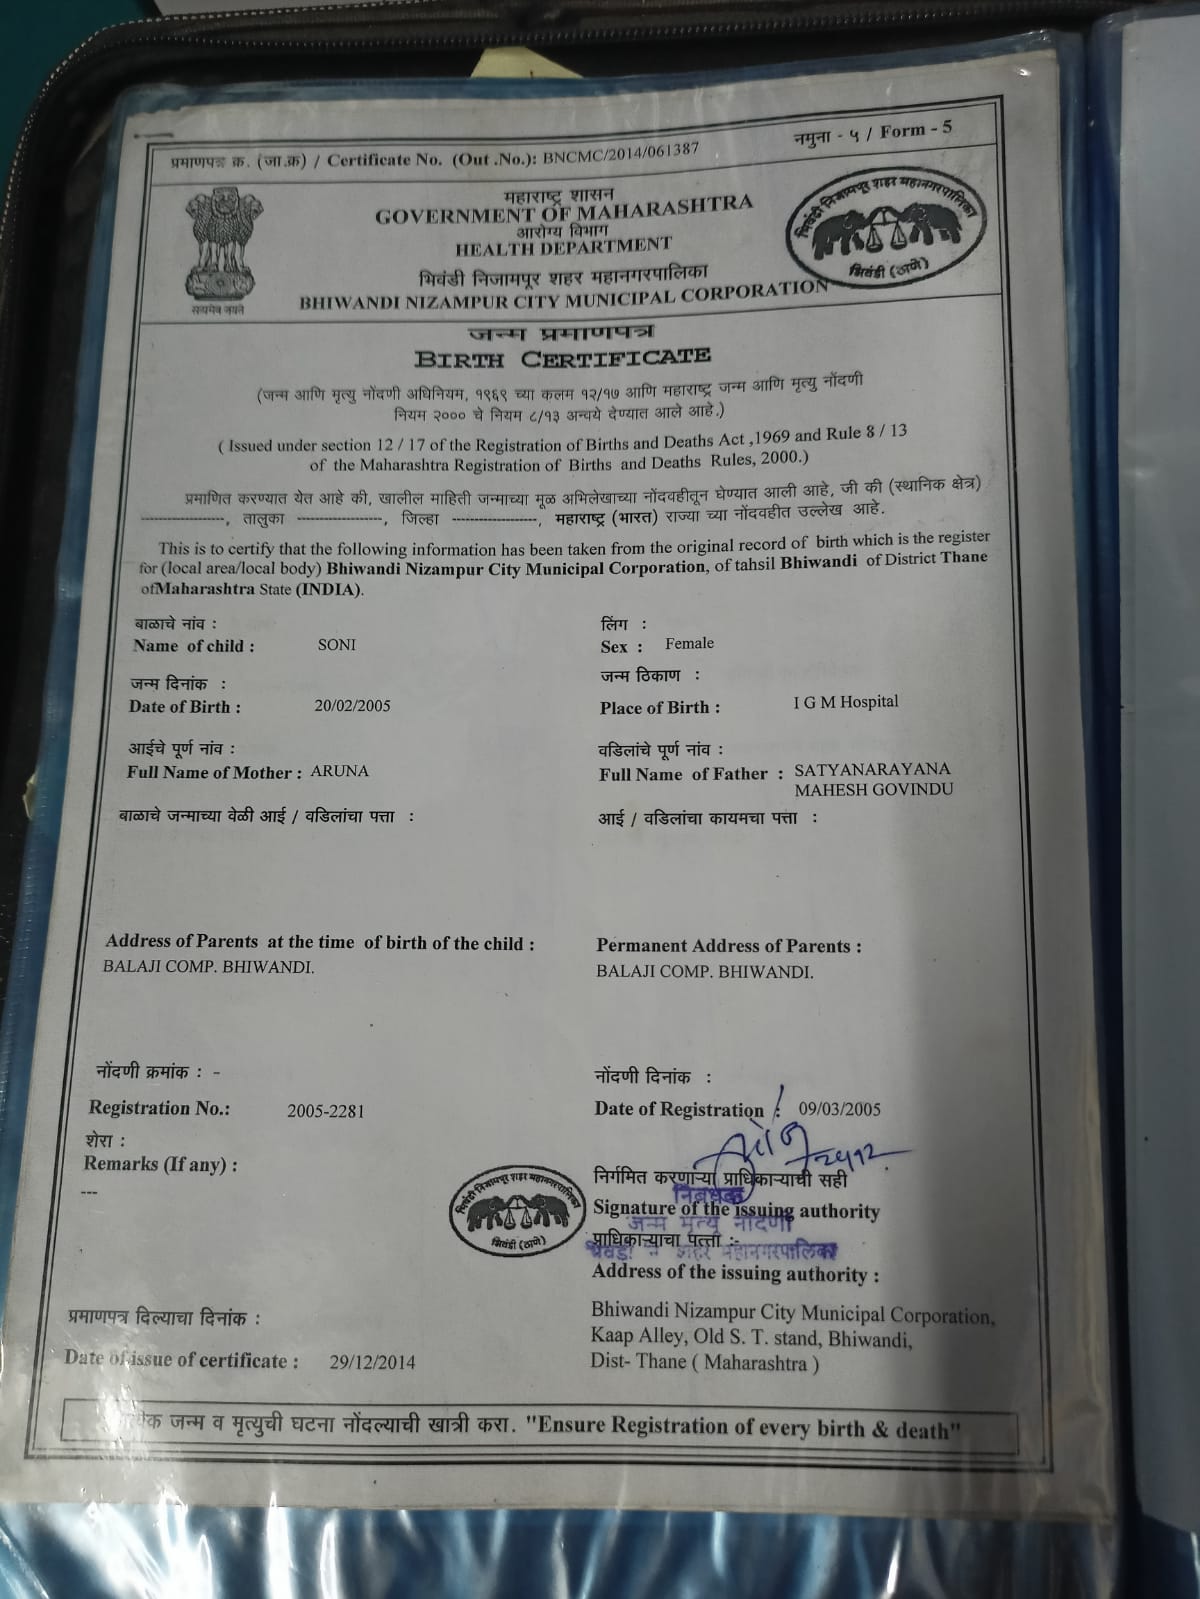 नमुना - ५ / Form - 5
प्रमाणपत्र क्र. (जा.क्र) / Certificate No. (Out .No.): BNCMC/2014/061387
महाराष्ट्र शासन
GOVERNMENT OF MAHARASHTRA
आरोग्य विभाग
HEALTH DEPARTMENT
भिवंडी निजामपूर शहर महानगरपालिका
BHIWANDI NIZAMPUR CITY MUNICIPAL CORPORATION
सत्यमेव जयते
भिवंडी निजामपूर शहर महानगरपालिका
भिवंडी (ठाणे)
जन्म प्रमाणपत्र
BIRTH CERTIFICATE
(जन्म आणि मृत्यु नोंदणी अधिनियम, १९६९ च्या कलम १२/१७ आणि महाराष्ट्र जन्म आणि मृत्यु नोंदणी
नियम २००० चे नियम ८/१३ अन्वये देण्यात आले आहे.)
( Issued under section 12 / 17 of the Registration of Births and Deaths Act ,1969 and Rule 8 / 13
of the Maharashtra Registration of Births and Deaths Rules, 2000.)
प्रमाणित करण्यात येत आहे की, खालील माहिती जन्माच्या मूळ अभिलेखाच्या नोंदवहीतून घेण्यात आली आहे, जी की (स्थानिक क्षेत्र)
-------------------, तालुका -------------------, जिल्हा -------------------, महाराष्ट्र (भारत) राज्या च्या नोंदवहीत उल्लेख आहे.
This is to certify that the following information has been taken from the original record of birth which is the register
for (local area/local body) Bhiwandi Nizampur City Municipal Corporation, of tahsil Bhiwandi of District Thane
ofMaharashtra State (INDIA).
बाळाचे नांव : लिंग :
Name of child : SONI Sex : Female
जन्म दिनांक : जन्म ठिकाण :
Date of Birth : 20/02/2005 Place of Birth : I G M Hospital
आईचे पूर्ण नांव : वडिलांचे पूर्ण नांव :
Full Name of Mother : ARUNA Full Name of Father : SATYANARAYANA
MAHESH GOVINDU
बाळाचे जन्माच्या वेळी आई / वडिलांचा पत्ता : आई / वडिलांचा कायमचा पत्ता :
Address of Parents at the time of birth of the child : Permanent Address of Parents :
BALAJI COMP. BHIWANDI. BALAJI COMP. BHIWANDI.
नोंदणी क्रमांक : - नोंदणी दिनांक :
Registration No.: 2005-2281 Date of Registration : 09/03/2005
शेरा :
Remarks (If any) :
---
भिवंडी निजामपूर शहर महानगरपालिका
भिवंडी (ठाणे)
निर्गमित करणाऱ्या प्राधिकाऱ्याची सही
निबंधक
Signature of the issuing authority
जन्म मृत्यु नोंदणी
प्राधिकाऱ्याचा पत्ता :-
शहर महानगरपालिका
Address of the issuing authority :
Bhiwandi Nizampur City Municipal Corporation,
Kaap Alley, Old S. T. stand, Bhiwandi,
Dist- Thane ( Maharashtra )
प्रमाणपत्र दिल्याचा दिनांक :
Date of issue of certificate : 29/12/2014
जन्म व मृत्युची घटना नोंदल्याची खात्री करा. "Ensure Registration of every birth & death"